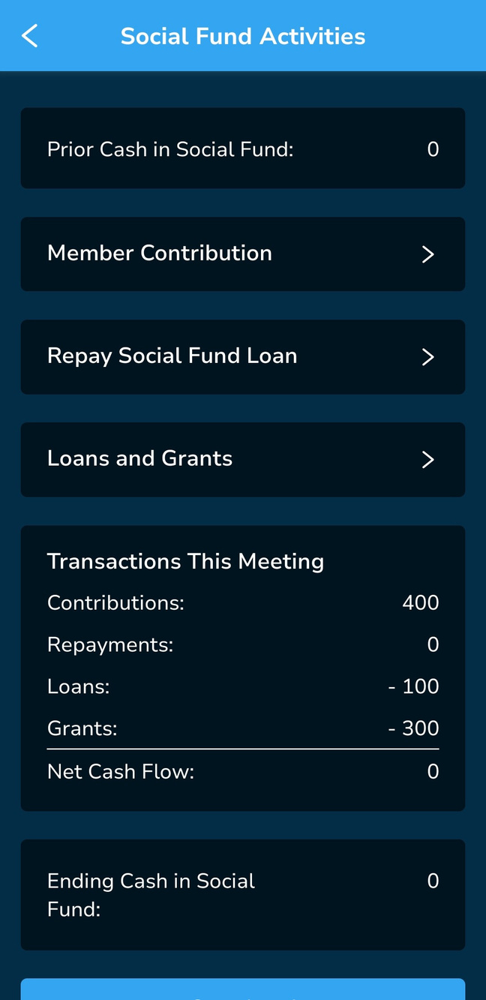 Social Fund Activities
Prior Cash in Social Fund: 0
Member Contribution
Repay Social Fund Loan
Loans and Grants
Transactions This Meeting
Contributions: 400
Repayments: 0
Loans: - 100
Grants: - 300
Net Cash Flow: 0
Ending Cash in Social 0
Fund: